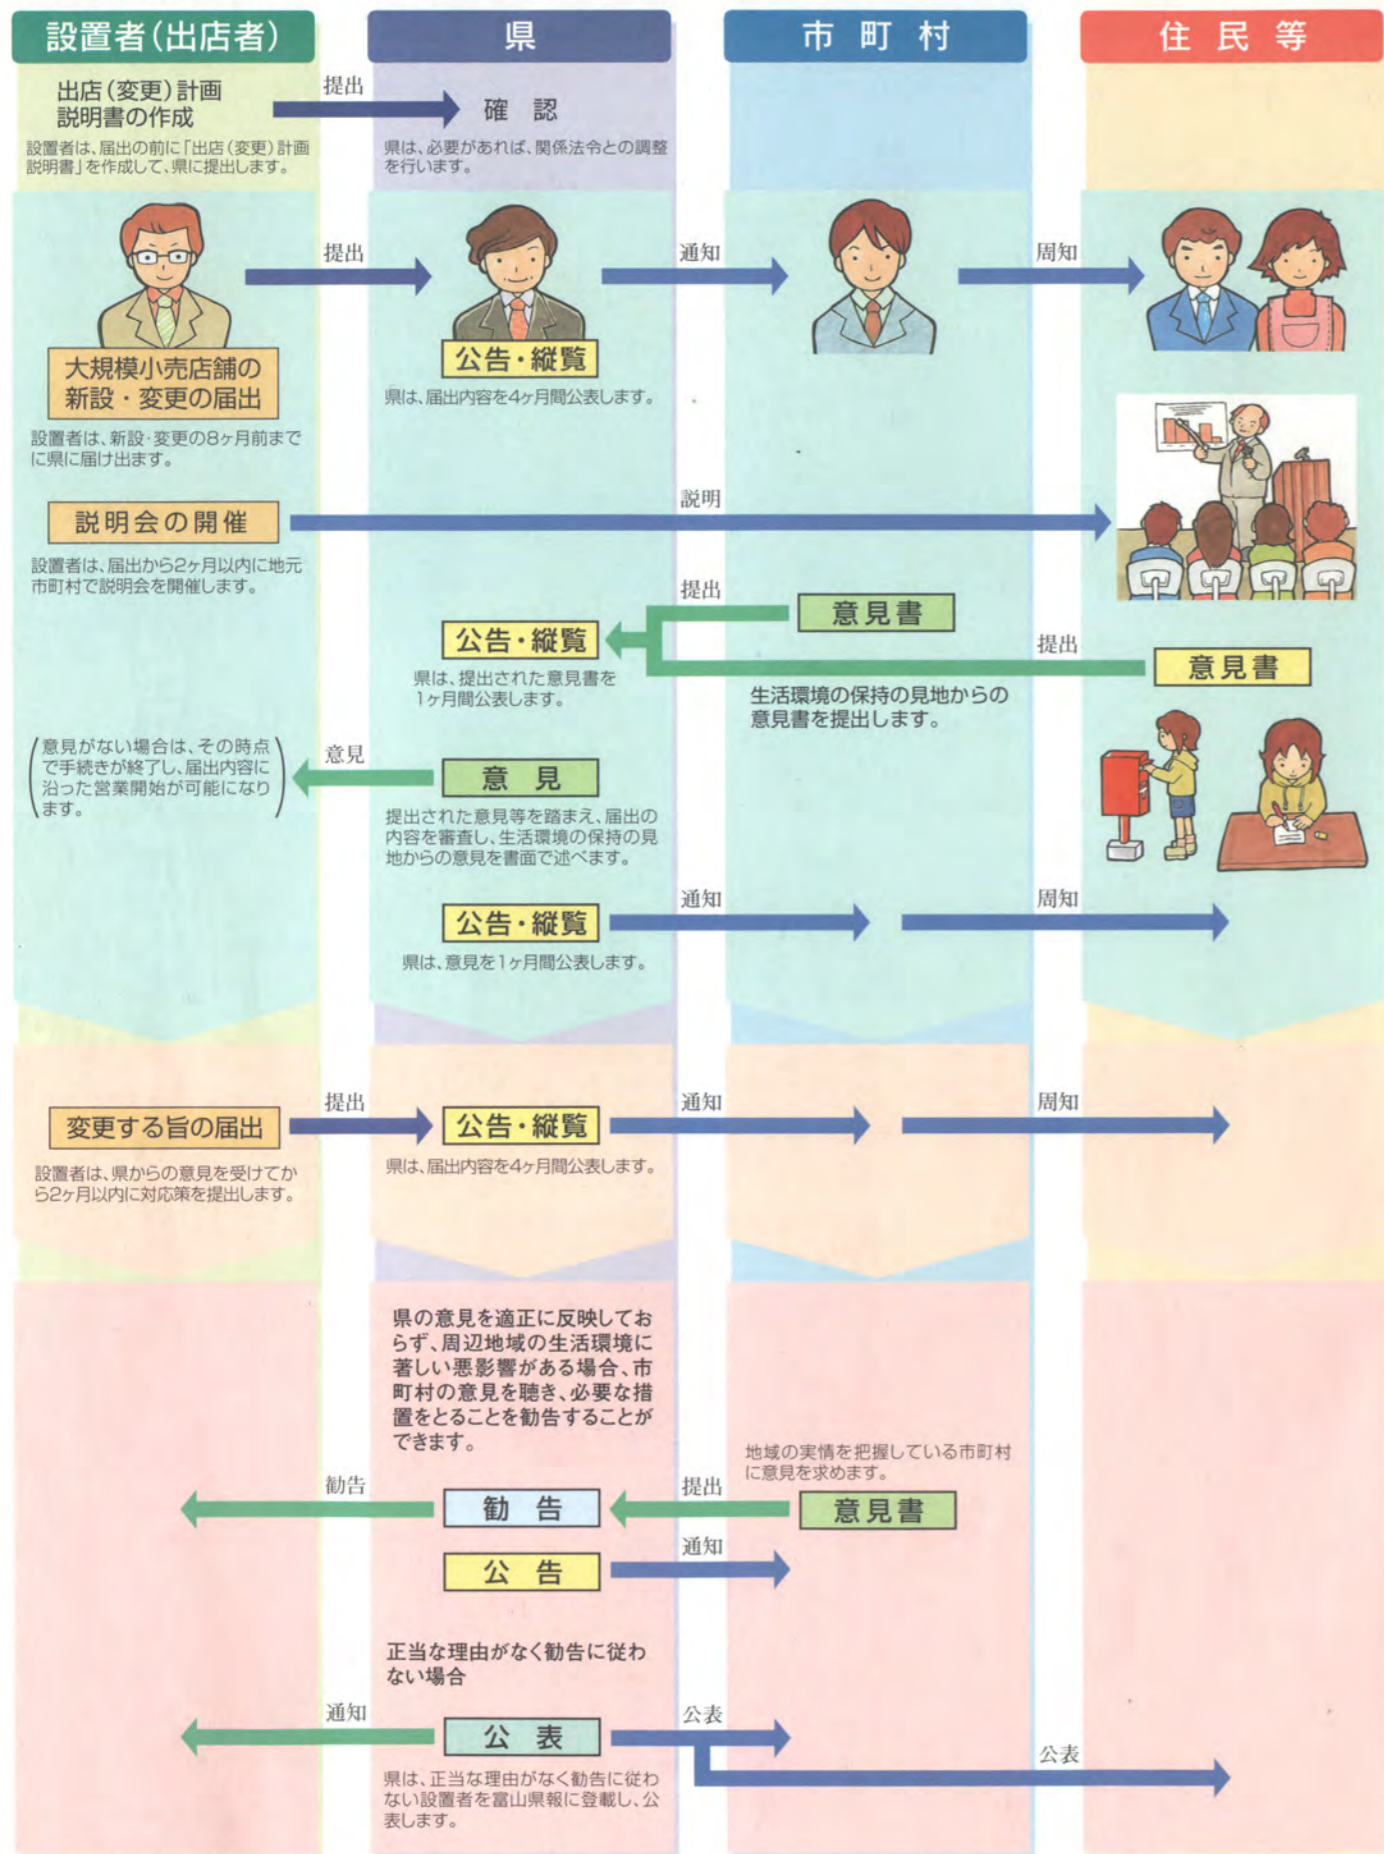 設置者（出店者）
県
市町村
住民等
出店（変更）計画
説明書の作成
提出
確認
設置者は、届出の前に「出店（変更）計画
説明書」を作成して、県に提出します。
県は、必要があれば、関係法令との調整
を行います。
提出
通知
周知
大規模小売店舗の
新設・変更の届出
公告・縦覧
県は、届出内容を4ヶ月間公表します。
設置者は、新設・変更の8ヶ月前まで
に県に届け出ます。
説明会の開催
説明
設置者は、届出から2ヶ月以内に地元
市町村で説明会を開催します。
提出
意見書
公告・縦覧
提出
意見書
県は、提出された意見書を
1ヶ月間公表します。
生活環境の保持の見地からの
意見書を提出します。
（意見がない場合は、その時点
で手続きが終了し、届出内容に
沿った営業開始が可能になり
ます。）
意見
意見
提出された意見等を踏まえ、届出の
内容を審査し、生活環境の保持の見
地からの意見を書面で述べます。
公告・縦覧
通知
周知
県は、意見を1ヶ月間公表します。
変更する旨の届出
提出
公告・縦覧
通知
周知
設置者は、県からの意見を受けてか
ら2ヶ月以内に対応策を提出します。
県は、届出内容を4ヶ月間公表します。
県の意見を適正に反映してお
らず、周辺地域の生活環境に
著しい悪影響がある場合、市
町村の意見を聴き、必要な措
置をとることを勧告することが
できます。
地域の実情を把握している市町村
に意見を求めます。
勧告
勧告
提出
意見書
公告
通知
正当な理由がなく勧告に従わ
ない場合
通知
公表
公表
公表
県は、正当な理由がなく勧告に従わ
ない設置者を富山県報に登載し、公
表します。